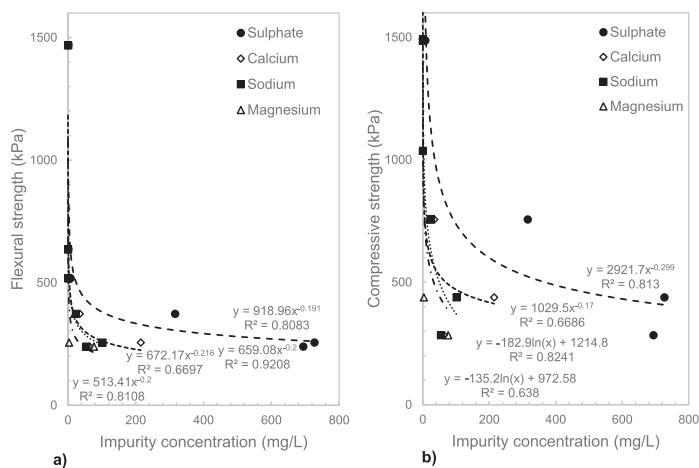 1500
1000
500
0
Flexural strength (kPa)
Sulphate
Calcium
Sodium
Magnesium
y = 918.96x^-0.191
R² = 0.8083
y = 672.17x^-0.216
R² = 0.6697
y = 659.08x^-0.2
R² = 0.9208
y = 513.41x^-0.2
R² = 0.8108
0 200 400 600 800
Impurity concentration (mg/L)
a)
1500
1000
500
0
Compressive strength (kPa)
Sulphate
Calcium
Sodium
Magnesium
y = 2921.7x^-0.299
R² = 0.813
y = 1029.5x^-0.17
R² = 0.6686
y = -182.9ln(x) + 1214.8
R² = 0.8241
y = -135.2ln(x) + 972.58
R² = 0.638
0 200 400 600 800
Impurity concentration (mg/L)
b)